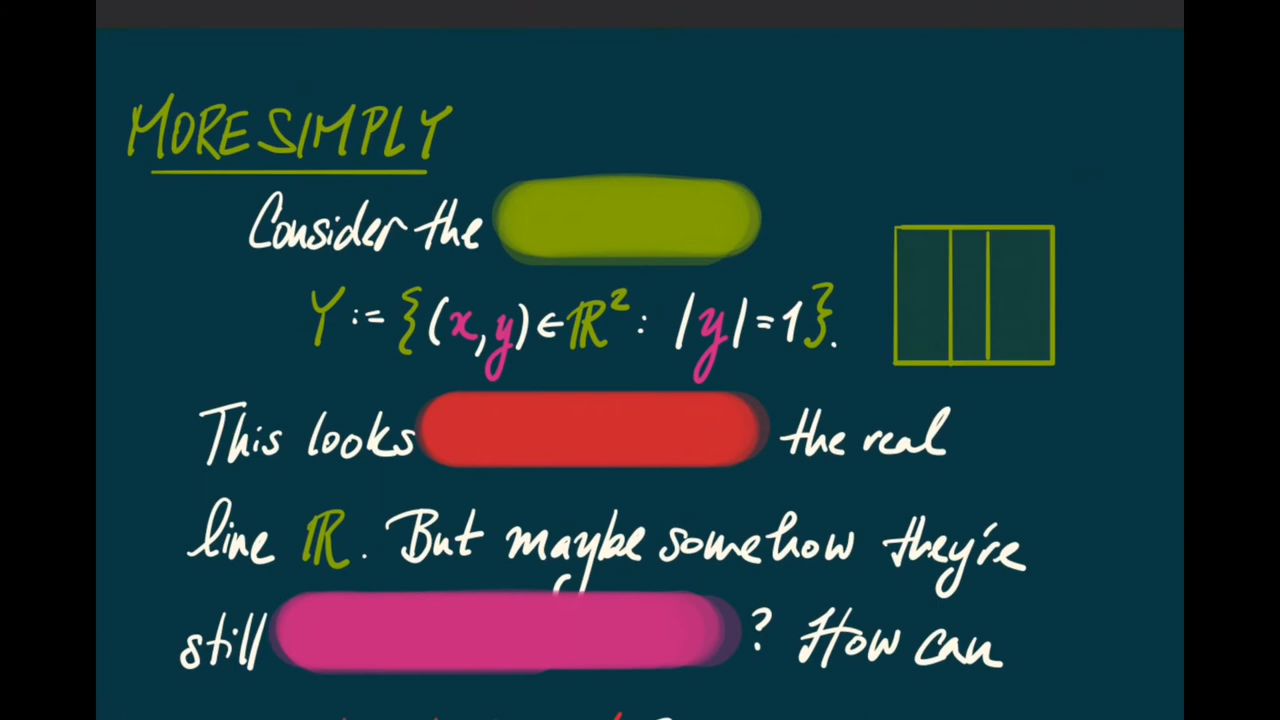 MORE SIMPLY
Consider the
Y := {(x,y) ∈ ℝ² : |y| = 1}.
This looks the real
line ℝ. But maybe somehow they're
still ? How can